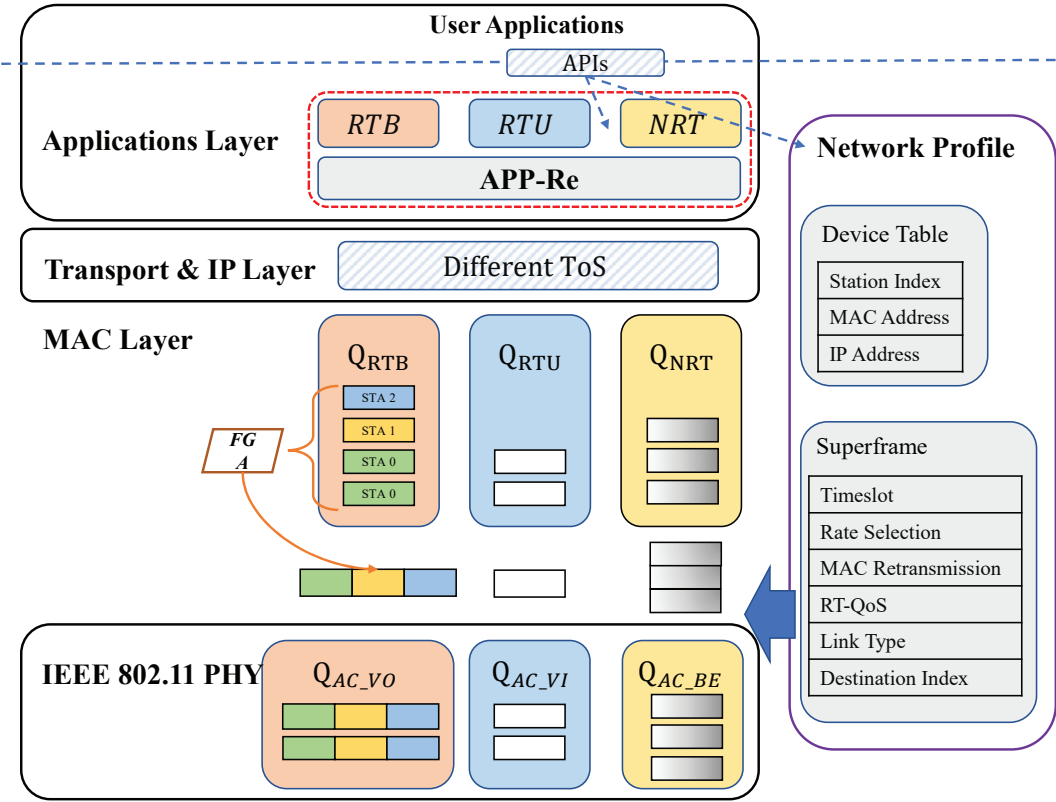 User Applications
APIs
Applications Layer
RTB
RTU
NRT
APP-Re
Transport & IP Layer
Different ToS
MAC Layer
Q_RTB
Q_RTU
Q_NRT
STA 2
STA 1
STA 0
STA 0
FG
A
IEEE 802.11 PHY
Q_AC_VO
Q_AC_VI
Q_AC_BE
Network Profile
Device Table
Station Index
MAC Address
IP Address
Superframe
Timeslot
Rate Selection
MAC Retransmission
RT-QoS
Link Type
Destination Index